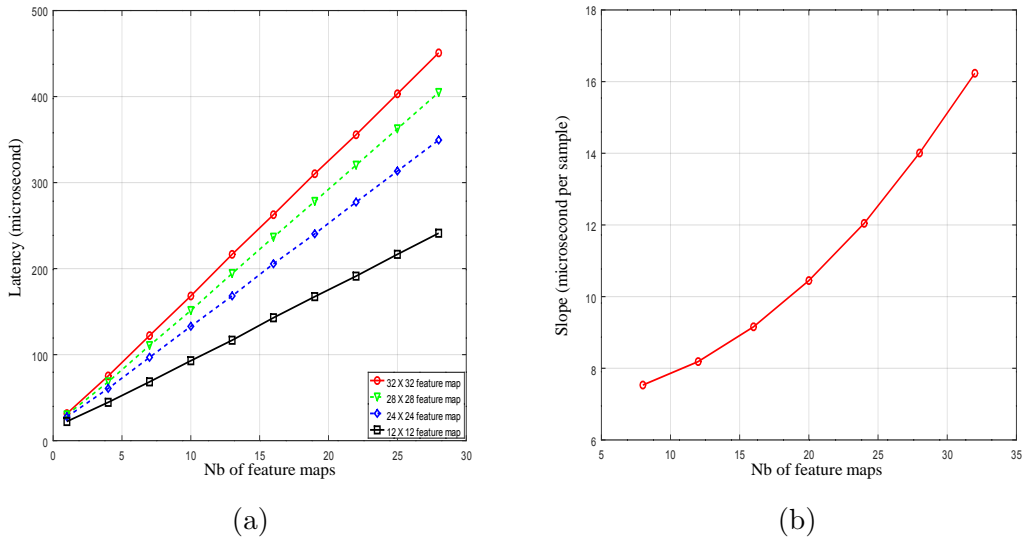 500
400
300
200
100
0
Latency (microsecond)
0 5 10 15 20 25 30
Nb of feature maps
32 X 32 feature map
28 X 28 feature map
24 X 24 feature map
12 X 12 feature map
(a)
18
16
14
12
10
8
6
Slope (microsecond per sample)
5 10 15 20 25 30 35
Nb of feature maps
(b)